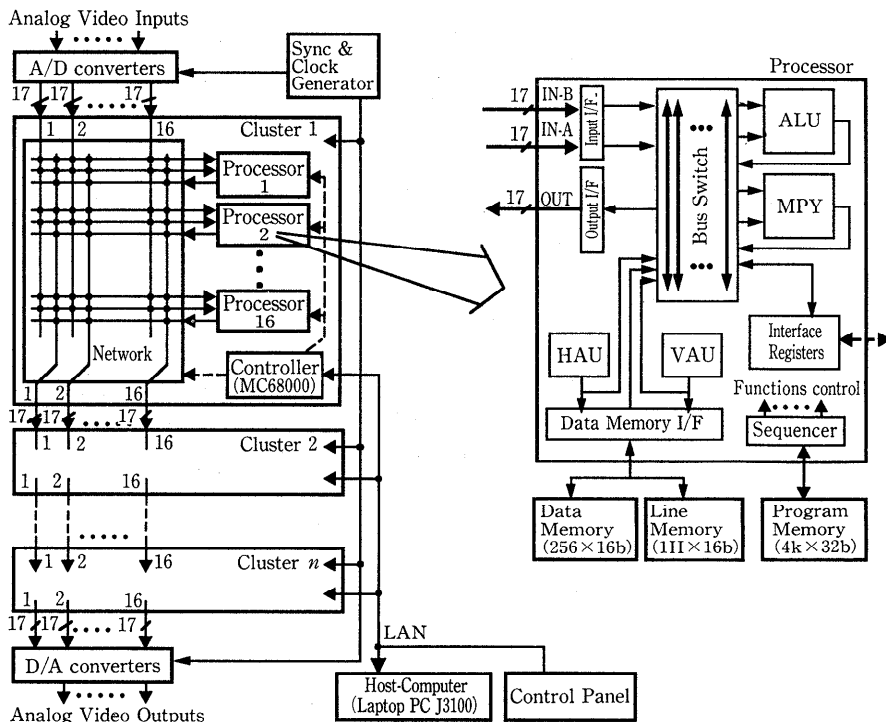 Analog Video Inputs
A/D converters
Sync &
Clock
Generator
17 17 17
1 2 16
Cluster 1
Processor
1
Processor
2
Processor
16
Network
Controller
(MC68000)
1 2 16
17 17 17
1 2 16
Cluster 2
1 2 16
1 2 16
Cluster n
1 2 16
17 17 17
D/A converters
Analog Video Outputs
LAN
Host-Computer
(Laptop PC J3100)
Control Panel
Processor
17 IN-B
17 IN-A
17 OUT
Input I/F
Output I/F
Bus Switch
ALU
MPY
HAU
VAU
Interface
Registers
Functions control
Data Memory I/F
Sequencer
Data
Memory
(256×16b)
Line
Memory
(1H×16b)
Program
Memory
(4k×32b)